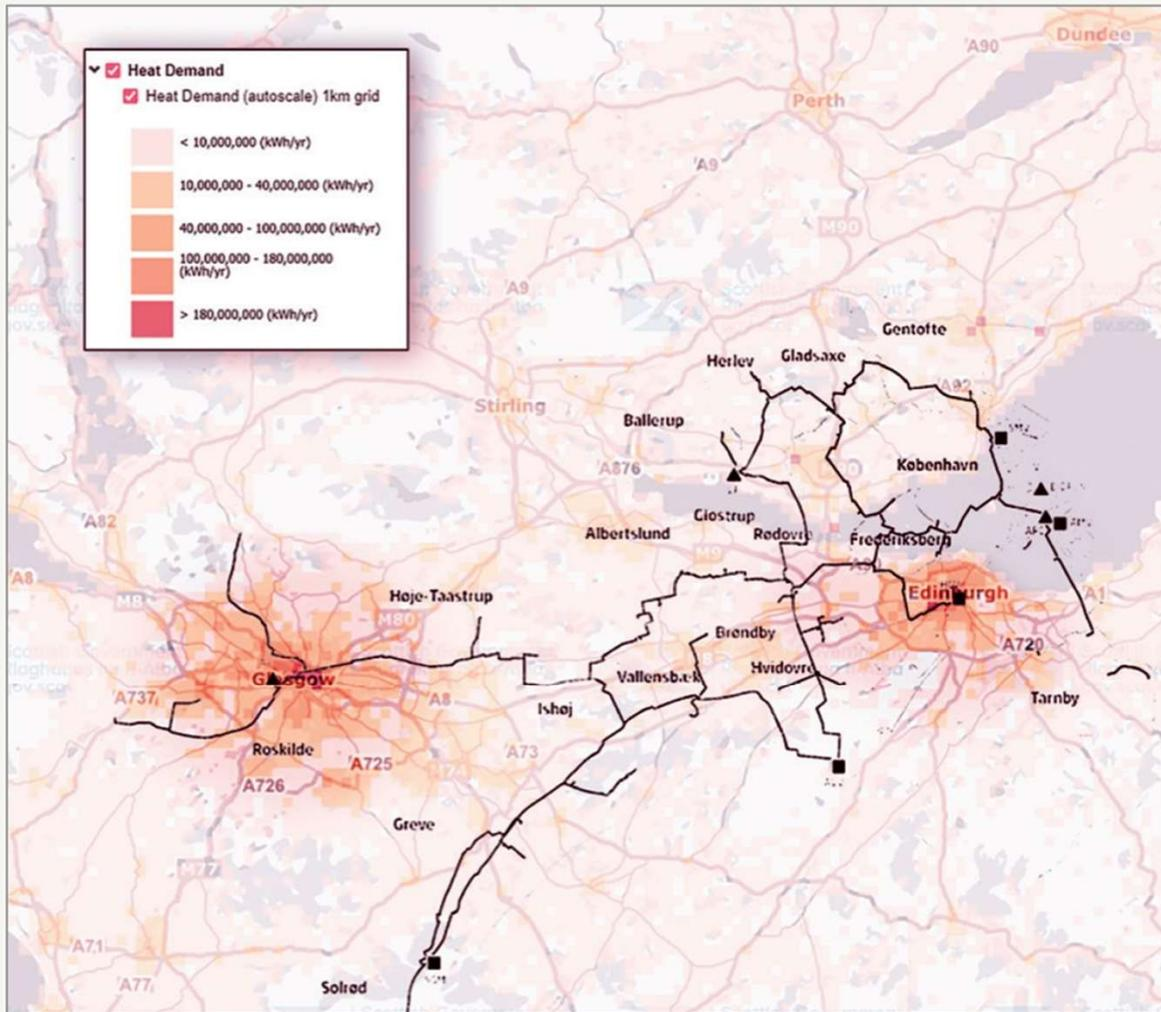 Heat Demand
Heat Demand (autoscale) 1km grid
< 10,000,000 (kWh/yr)
10,000,000 - 40,000,000 (kWh/yr)
40,000,000 - 100,000,000 (kWh/yr)
100,000,000 - 180,000,000
(kWh/yr)
> 180,000,000 (kWh/yr)
Dundee
A90
Perth
A9
M90
A9
Gentofte
Gladsaxe
Herlev
A92
Stirling
Ballerup
København
A876
Glostrup
A82
Albertslund
Rødovre
Frederiksberg
M9
A8
Edinburgh
A1
Høje-Taastrup
M8
M80
Brøndby
A720
Hvidovre
Vallensbæk
Glasgow
A737
A8
Ishøj
Tarnby
Roskilde
A73
A725
A726
Greve
M77
A71
A77
Solrød